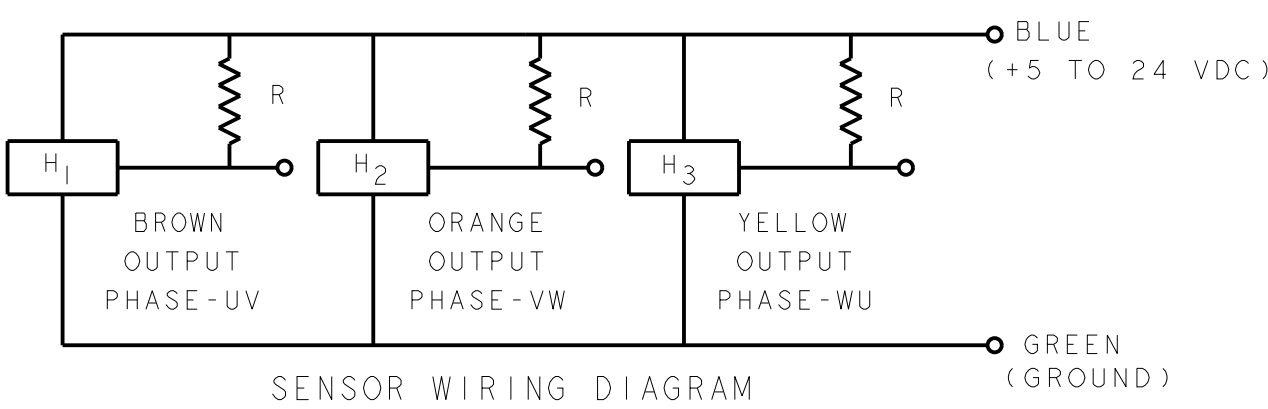 BLUE
(+5 TO 24 VDC)
R
R
R
H1
H2
H3
BROWN
OUTPUT
PHASE-UV
ORANGE
OUTPUT
PHASE-VW
YELLOW
OUTPUT
PHASE-WU
GREEN
(GROUND)
SENSOR WIRING DIAGRAM